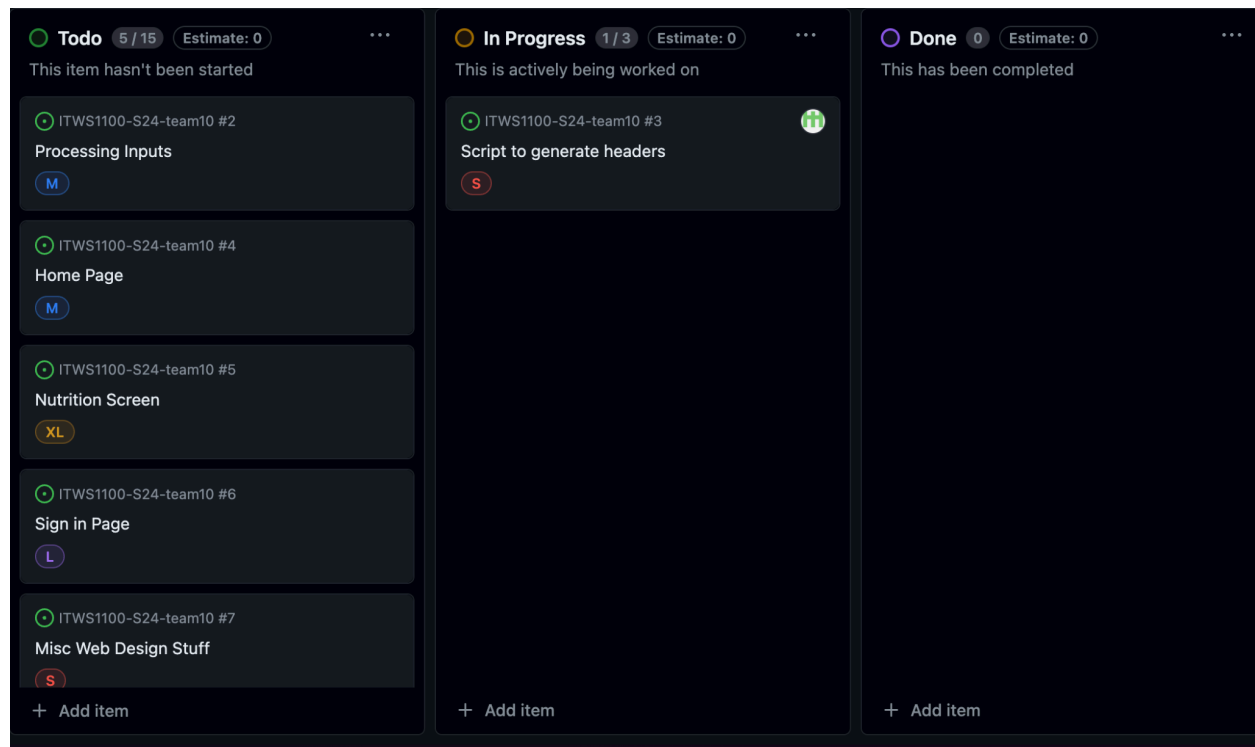 Todo 5 / 15 Estimate: 0 ...
This item hasn't been started
ITWS1100-S24-team10 #2
Processing Inputs
M
ITWS1100-S24-team10 #4
Home Page
M
ITWS1100-S24-team10 #5
Nutrition Screen
XL
ITWS1100-S24-team10 #6
Sign in Page
L
ITWS1100-S24-team10 #7
Misc Web Design Stuff
S
+ Add item
In Progress 1 / 3 Estimate: 0 ...
This is actively being worked on
ITWS1100-S24-team10 #3
Script to generate headers
S
+ Add item
Done 0 Estimate: 0 ...
This has been completed
+ Add item